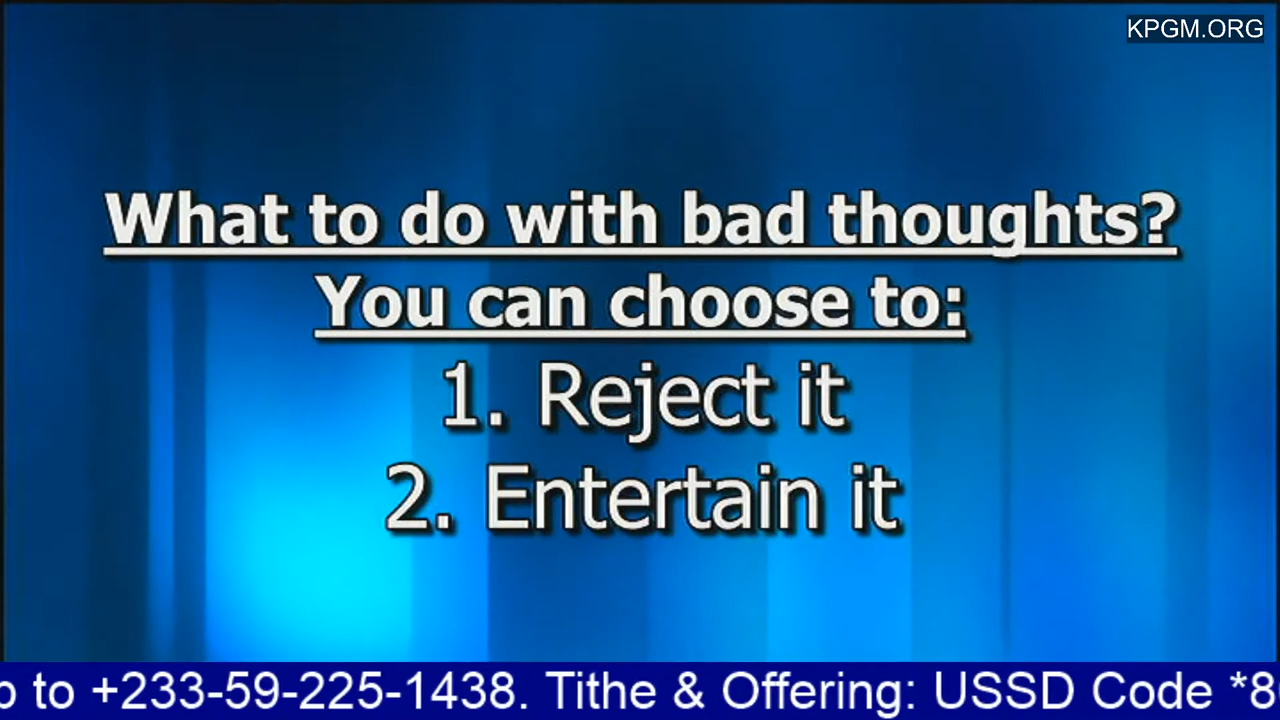 KPGM.ORG
What to do with bad thoughts?
You can choose to:
1. Reject it
2. Entertain it
to +233-59-225-1438. Tithe & Offering: USSD Code *8